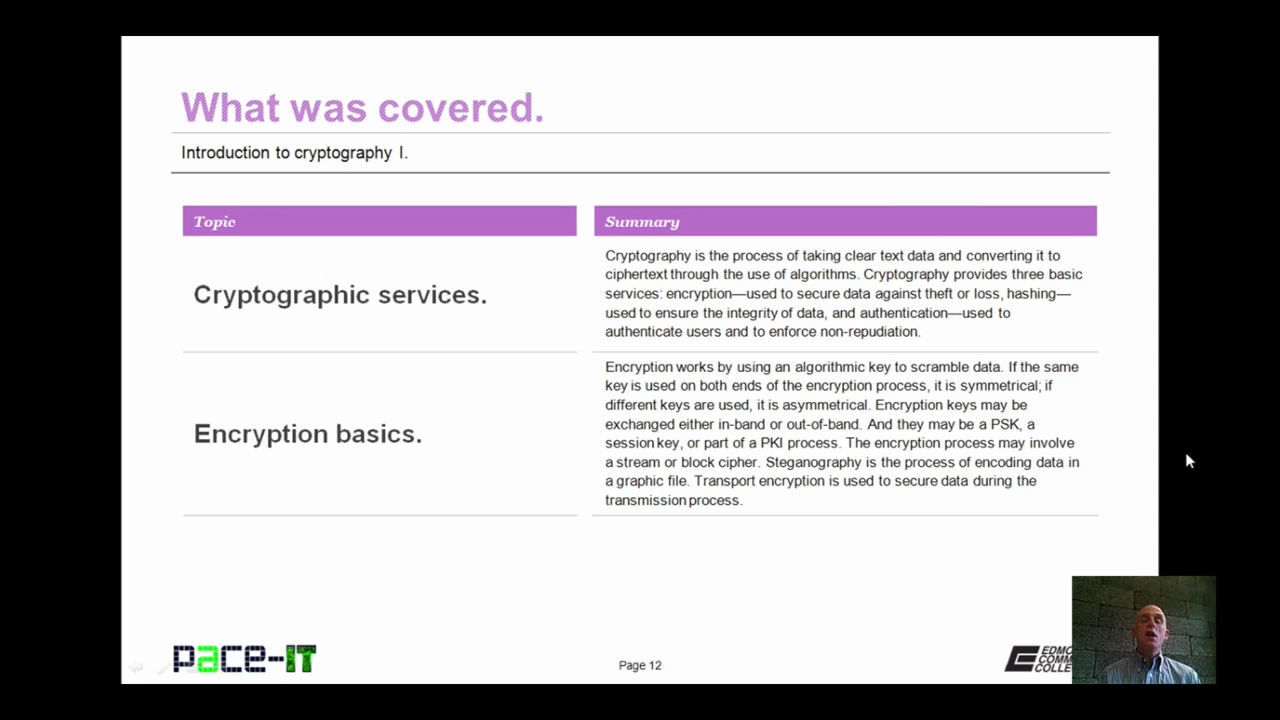 What was covered.
Introduction to cryptography I.
Topic
Summary
Cryptographic services.
Cryptography is the process of taking clear text data and converting it to
ciphertext through the use of algorithms. Cryptography provides three basic
services: encryption—used to secure data against theft or loss, hashing—
used to ensure the integrity of data, and authentication—used to
authenticate users and to enforce non-repudiation.
Encryption basics.
Encryption works by using an algorithmic key to scramble data. If the same
key is used on both ends of the encryption process, it is symmetrical; if
different keys are used, it is asymmetrical. Encryption keys may be
exchanged either in-band or out-of-band. And they may be a PSK, a
session key, or part of a PKI process. The encryption process may involve
a stream or block cipher. Steganography is the process of encoding data in
a graphic file. Transport encryption is used to secure data during the
transmission process.
pace-IT
Page 12